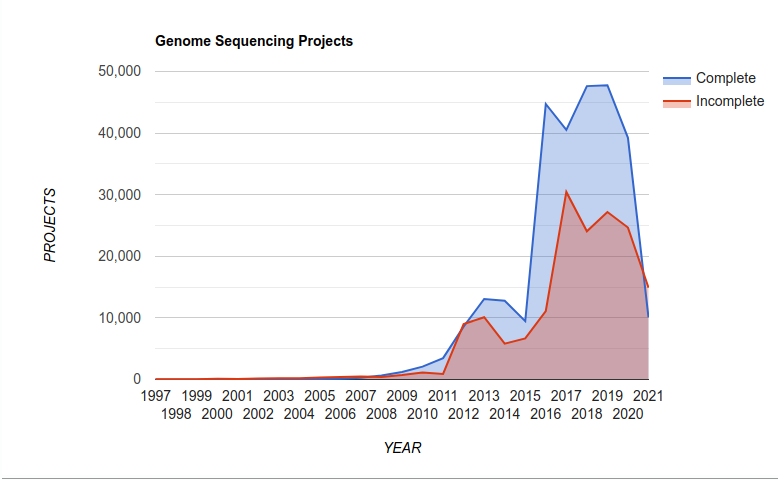 Genome Sequencing Projects
50,000
40,000
30,000
20,000
10,000
0
PROJECTS
Complete
Incomplete
1997 1999 2001 2003 2005 2007 2009 2011 2013 2015 2017 2019 2021
1998 2000 2002 2004 2006 2008 2010 2012 2014 2016 2018 2020
YEAR